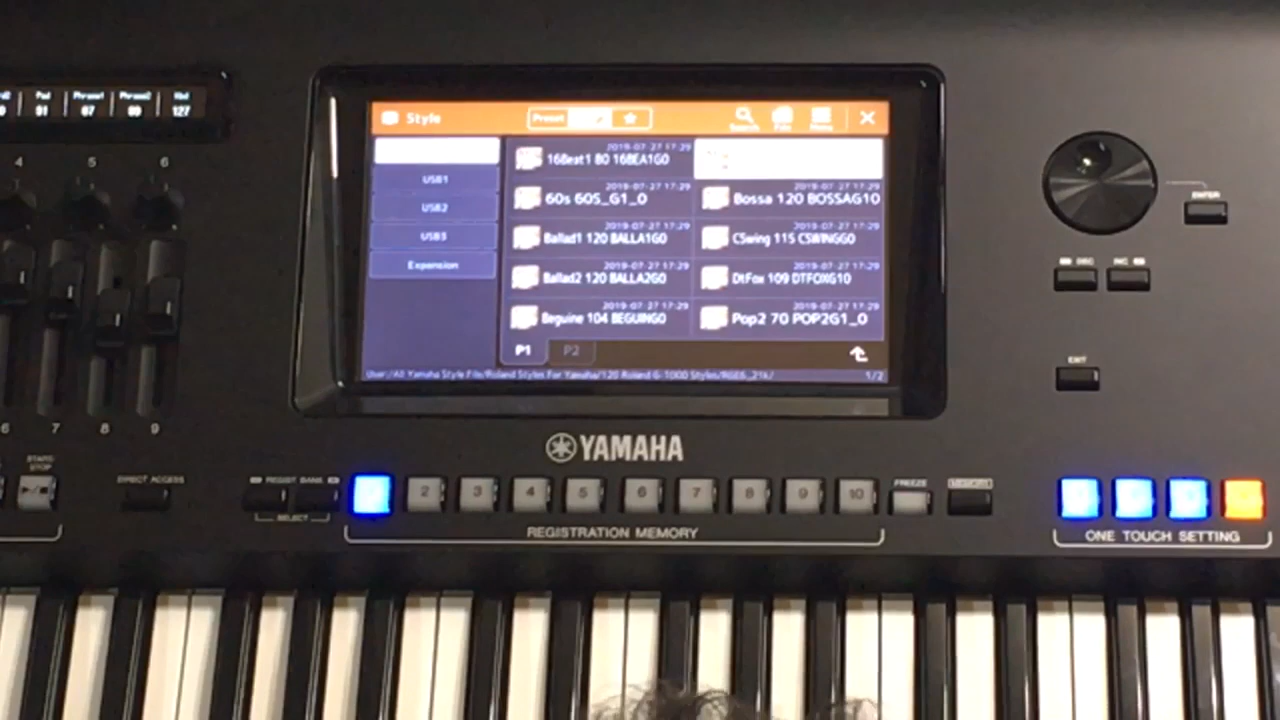 Pad Phrase1 Phrase2
91 87 127
4 5 6
Style
Preset
Search
Menu
USB1
USB2
USB3
Expansion
2019-07-27 17:29
16Beat1 80 16BEA1G0
2019-07-27 17:29 2019-07-27 17:29
60s 60S_G1_0 Bossa 120 BOSSAG10
2019-07-27 17:29 2019-07-27 17:29
Ballad1 120 BALLA1G0 CSwing 115 CSWINGG0
2019-07-27 17:29 2019-07-27 17:29
Ballad2 120 BALLA2G0 DtFox 109 DTFOXG10
2019-07-27 17:29 2019-07-27 17:29
Beguine 104 BEGUING0 Pop2 70 POP2G1_0
P1 P2
User:/All Yamaha Style File/Roland Styles For Yamaha/120 Roland G-1000 Styles/ 1/2
ENTER
DEC INC
EXIT
6 7 8 9
YAMAHA
START/
STOP
DIRECT ACCESS
REGIST BANK
SELECT
2 3 4 5 6 7 8 9 10
FREEZE
MEMORY
REGISTRATION MEMORY
ONE TOUCH SETTING